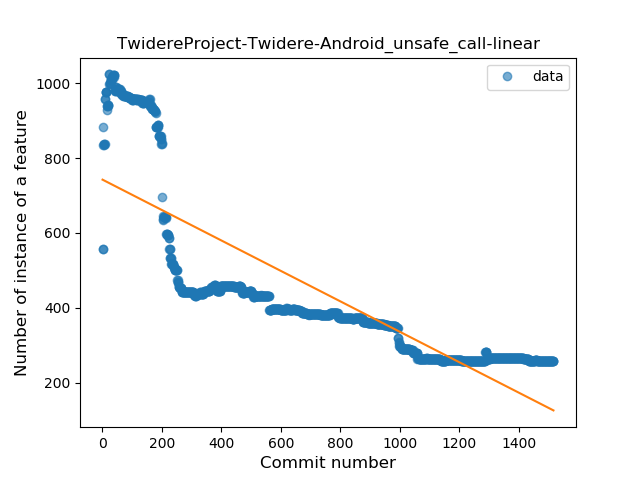 TwidereProject-Twidere-Android_unsafe_call-linear
data
Number of instance of a feature
1000
800
600
400
200
0 200 400 600 800 1000 1200 1400
Commit number